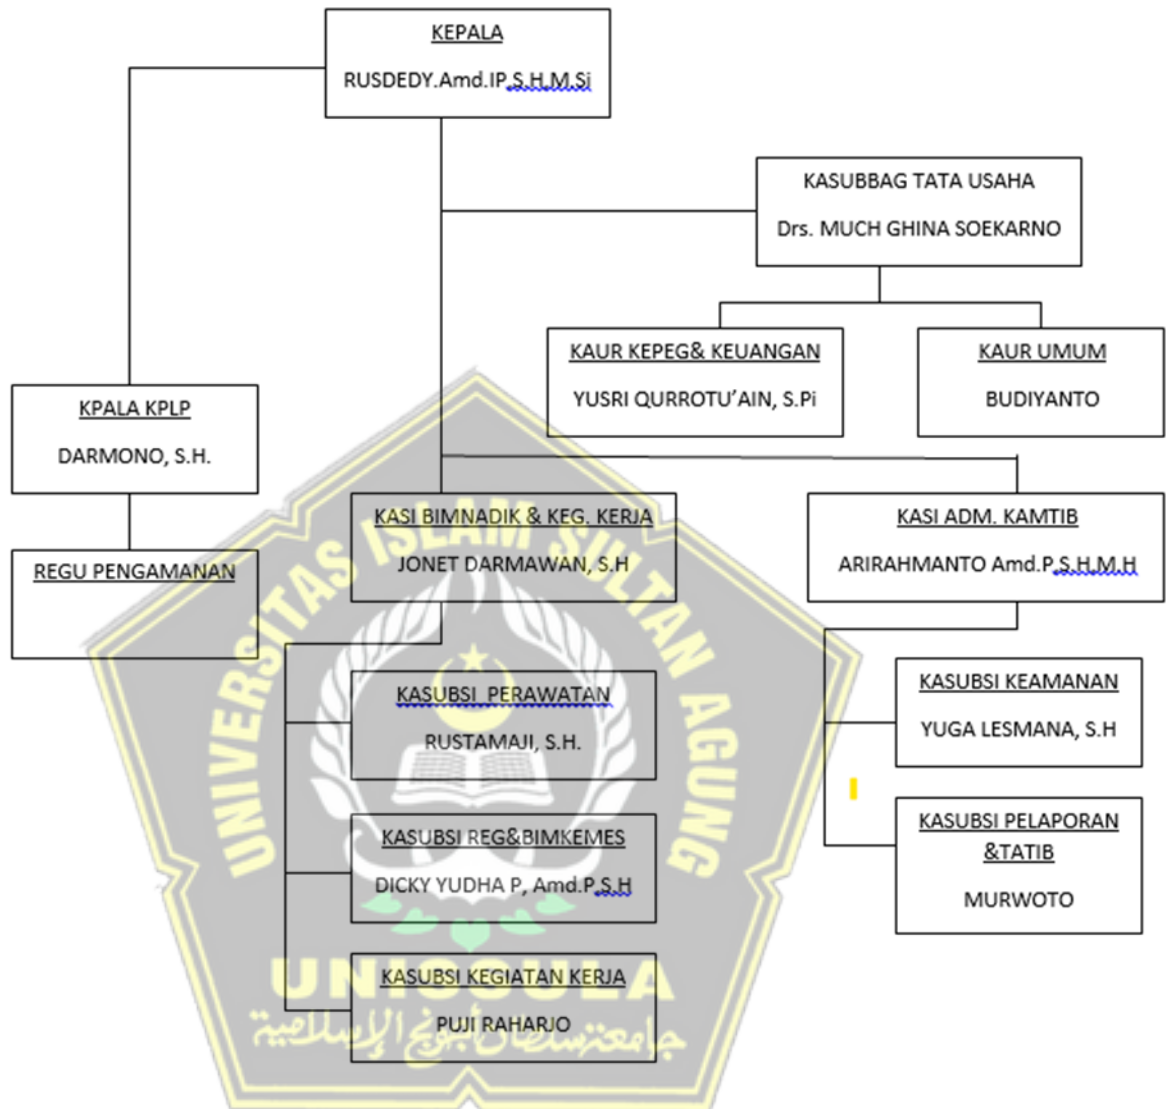 KEPALA
RUSDEDY.Amd.IP,S.H,M.Si
KASUBBAG TATA USAHA
Drs. MUCH GHINA SOEKARNO
KAUR KEPEG& KEUANGAN
YUSRI QURROTU’AIN, S.Pi
KAUR UMUM
BUDIYANTO
KPALA KPLP
DARMONO, S.H.
REGU PENGAMANAN
KASI BIMNADIK & KEG. KERJA
JONET DARMAWAN, S.H
KASI ADM. KAMTIB
ARIRAHMANTO Amd.P,S.H,M.H
KASUBSI PERAWATAN
RUSTAMAJI, S.H.
KASUBSI REG&BIMKEMES
DICKY YUDHA P, Amd.P,S.H
KASUBSI KEGIATAN KERJA
PUJI RAHARJO
KASUBSI KEAMANAN
YUGA LESMANA, S.H
KASUBSI PELAPORAN
&TATIB
MURWOTO
UNIVERSITAS ISLAM SULTAN AGUNG
UNISSULA
جامعة سلطان أجونج الإسلامية